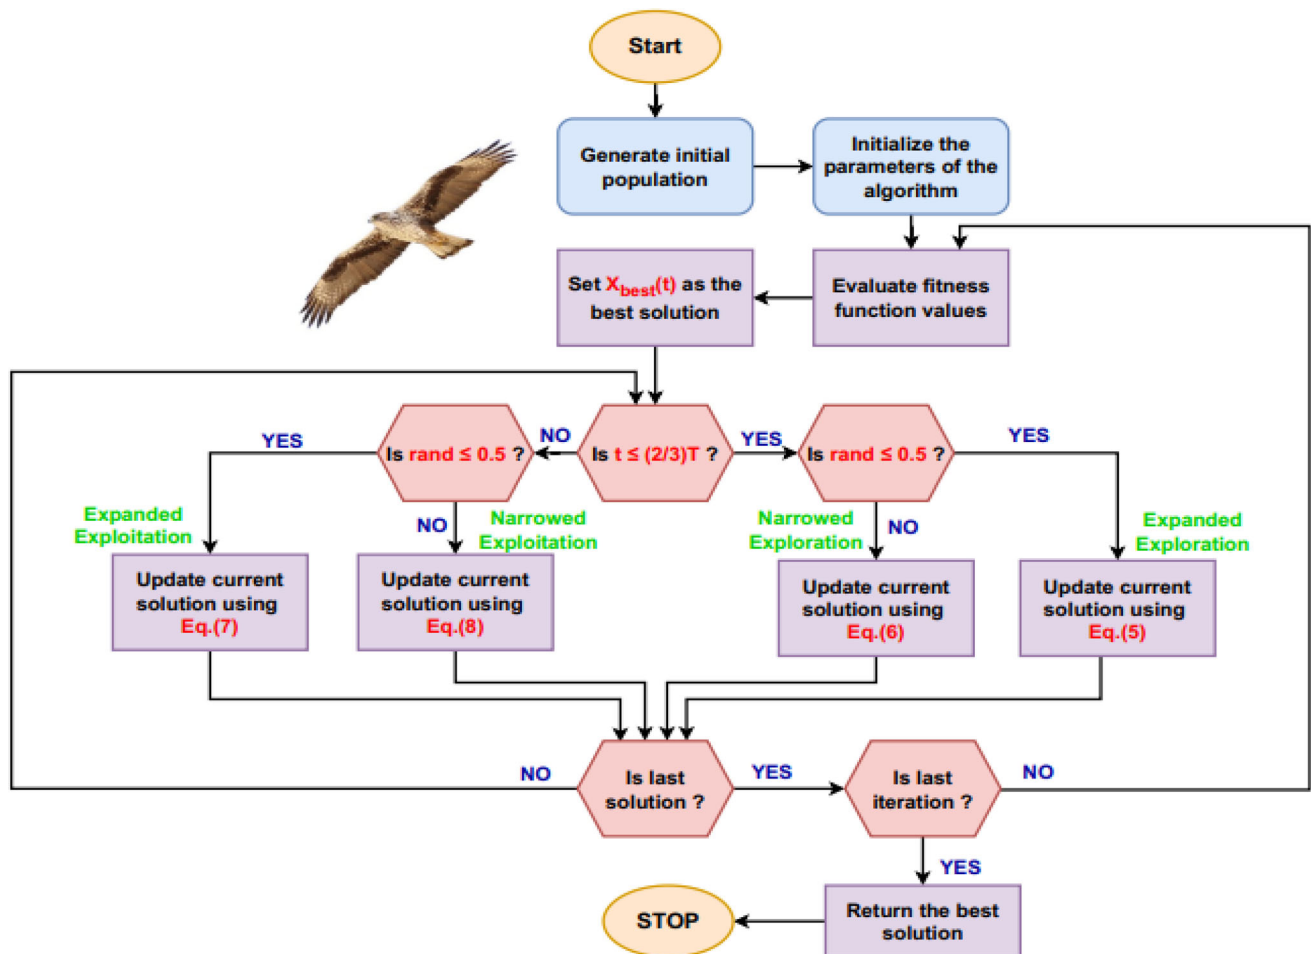 Start
Generate initial
population
Initialize the
parameters of the
algorithm
Set Xbest(t) as the
best solution
Evaluate fitness
function values
YES
Is rand ≤ 0.5 ?
NO
Is t ≤ (2/3)T ?
YES
Is rand ≤ 0.5 ?
YES
Expanded
Exploitation
NO
Narrowed
Exploitation
Narrowed
Exploration
NO
Expanded
Exploration
Update current
solution using
Eq.(7)
Update current
solution using
Eq.(8)
Update current
solution using
Eq.(6)
Update current
solution using
Eq.(5)
NO
Is last
solution ?
YES
Is last
iteration ?
NO
YES
STOP
Return the best
solution